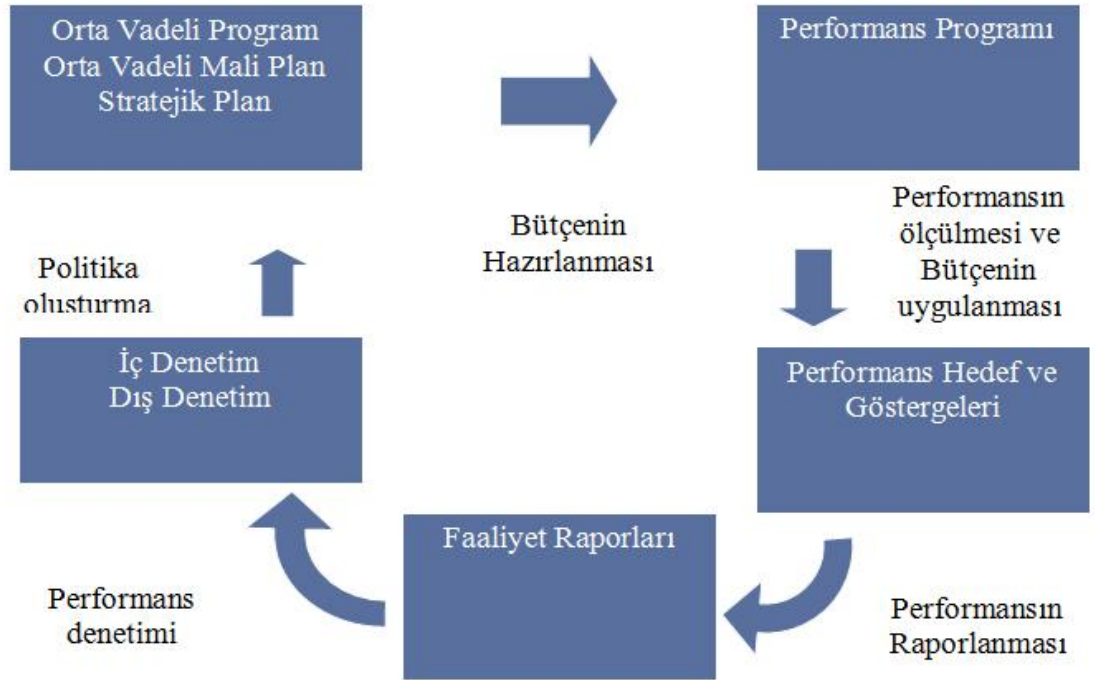 Orta Vadeli Program
Orta Vadeli Mali Plan
Stratejik Plan
Performans Programı
Bütçenin
Hazırlanması
Performansın
ölçülmesi ve
Bütçenin
uygulanması
Politika
oluşturma
İç Denetim
Dış Denetim
Performans Hedef ve
Göstergeleri
Faaliyet Raporları
Performans
denetimi
Performansın
Raporlanması